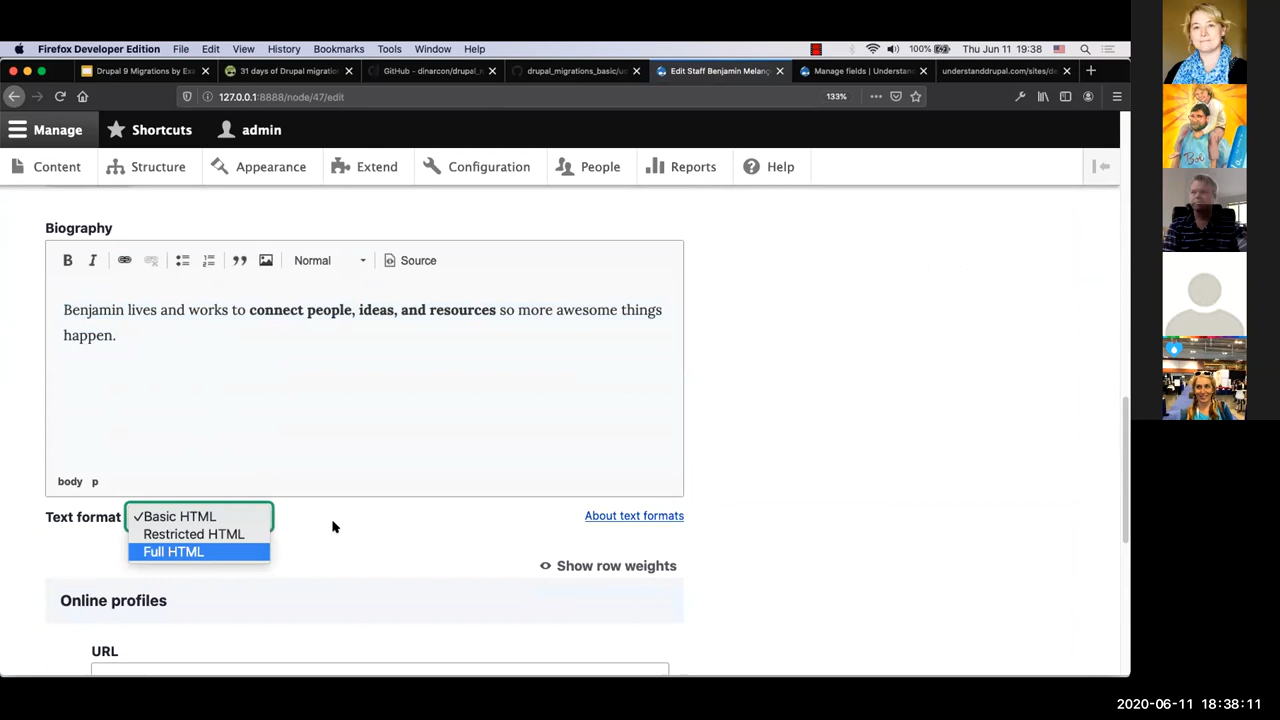 Firefox Developer Edition File Edit View History Bookmarks Tools Window Help 100% Thu Jun 11 19:38
Drupal 9 Migrations by Exa 31 days of Drupal migratio GitHub - dinarcon/drupal_m drupal_migrations_basic/us Edit Staff Benjamin Melanç Manage fields | Understand understanddrupal.com/sites/de
127.0.0.1:8888/node/47/edit 133%
Manage Shortcuts admin
Content Structure Appearance Extend Configuration People Reports Help
Biography
B I Normal Source
Benjamin lives and works to connect people, ideas, and resources so more awesome things
happen.
body p
Text format ✓Basic HTML About text formats
Restricted HTML
Full HTML
Show row weights
Online profiles
URL
2020-06-11 18:38:11